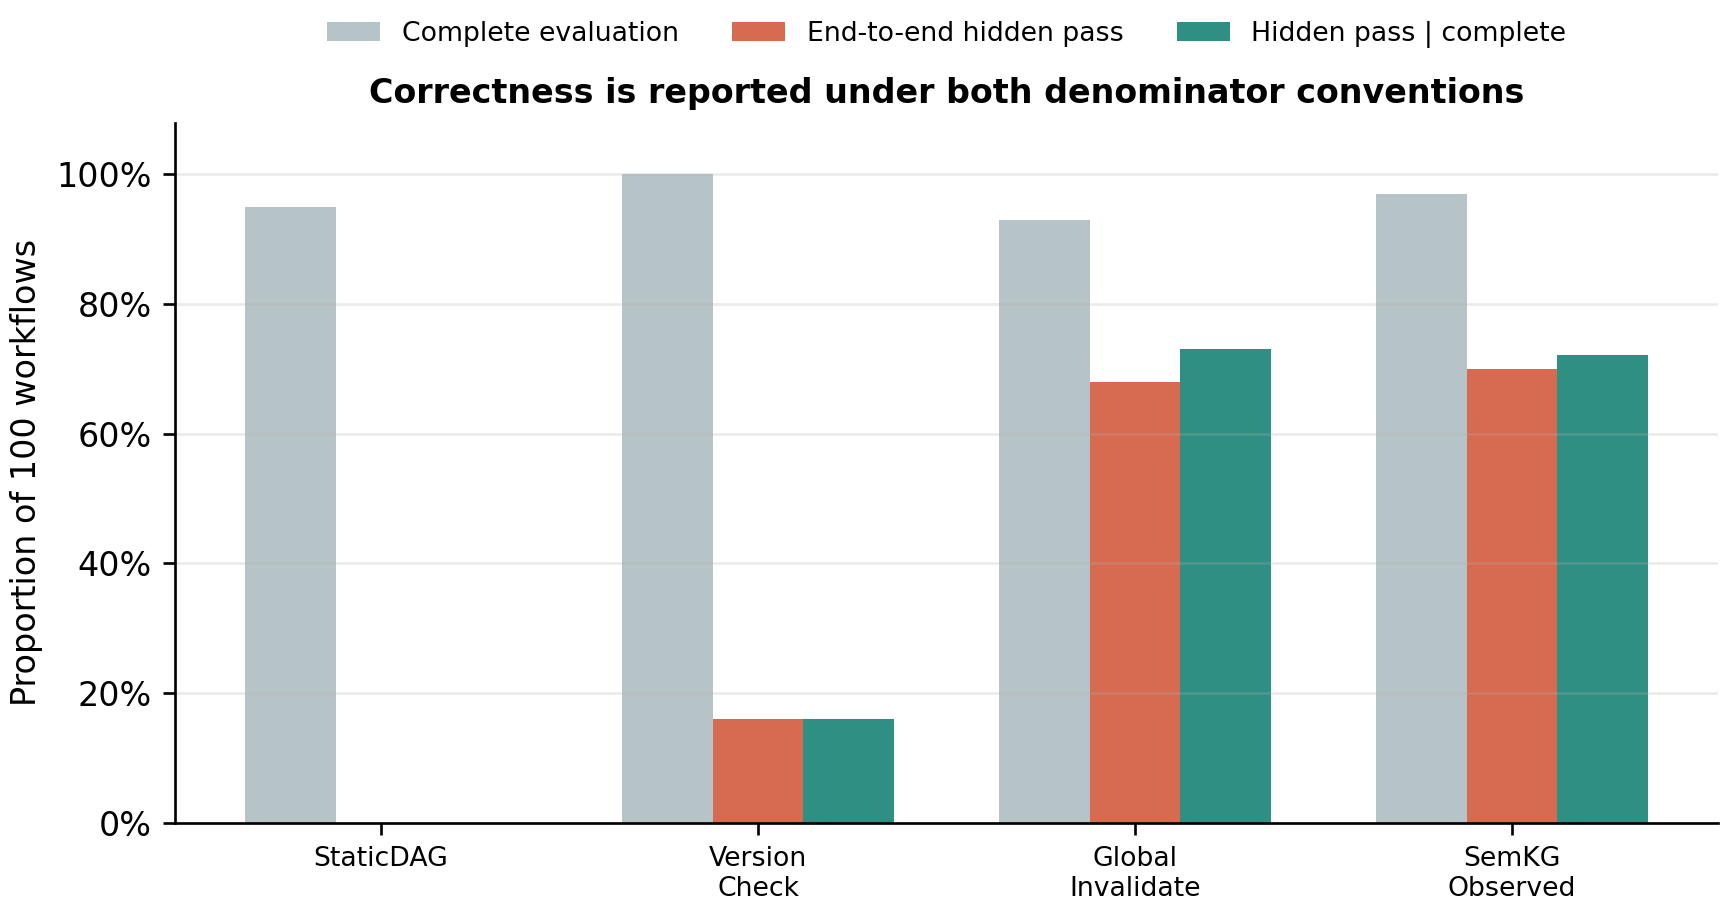 Complete evaluation
End-to-end hidden pass
Hidden pass | complete
Correctness is reported under both denominator conventions
Proportion of 100 workflows
100%
80%
60%
40%
20%
0%
StaticDAG
Version
Check
Global
Invalidate
SemKG
Observed